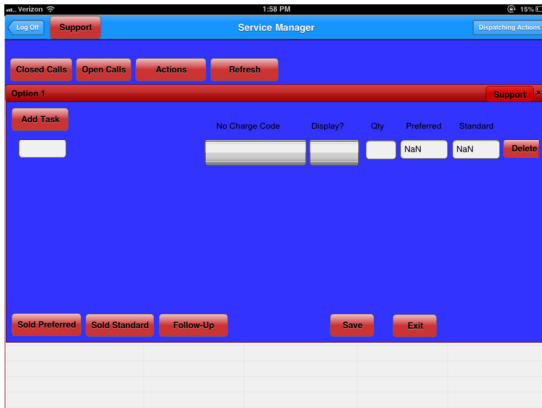 Verizon 1:58 PM 15%
Log Off Support Service Manager Dispatching Actions
Closed Calls Open Calls Actions Refresh
Option 1 Support ×
Add Task
No Charge Code Display? Qty Preferred Standard
NaN NaN Delete
Sold Preferred Sold Standard Follow-Up Save Exit